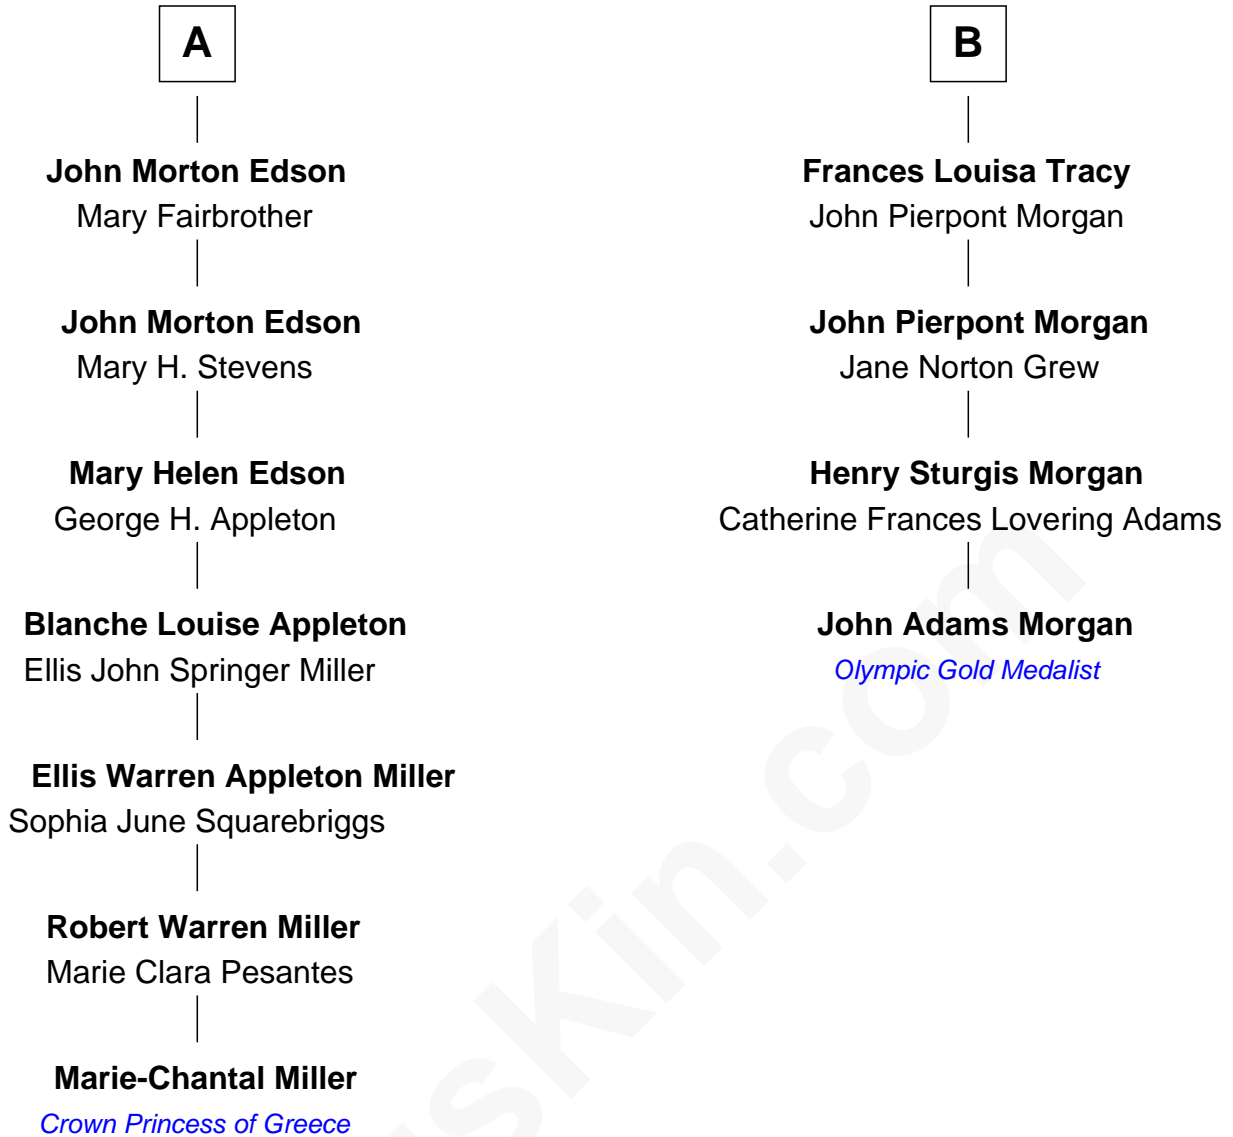 A
John Morton Edson
Mary Fairbrother
John Morton Edson
Mary H. Stevens
Mary Helen Edson
George H. Appleton
Blanche Louise Appleton
Ellis John Springer Miller
Ellis Warren Appleton Miller
Sophia June Squarebriggs
Robert Warren Miller
Marie Clara Pesantes
Marie-Chantal Miller
Crown Princess of Greece
B
Frances Louisa Tracy
John Pierpont Morgan
John Pierpont Morgan
Jane Norton Grew
Henry Sturgis Morgan
Catherine Frances Lovering Adams
John Adams Morgan
Olympic Gold Medalist